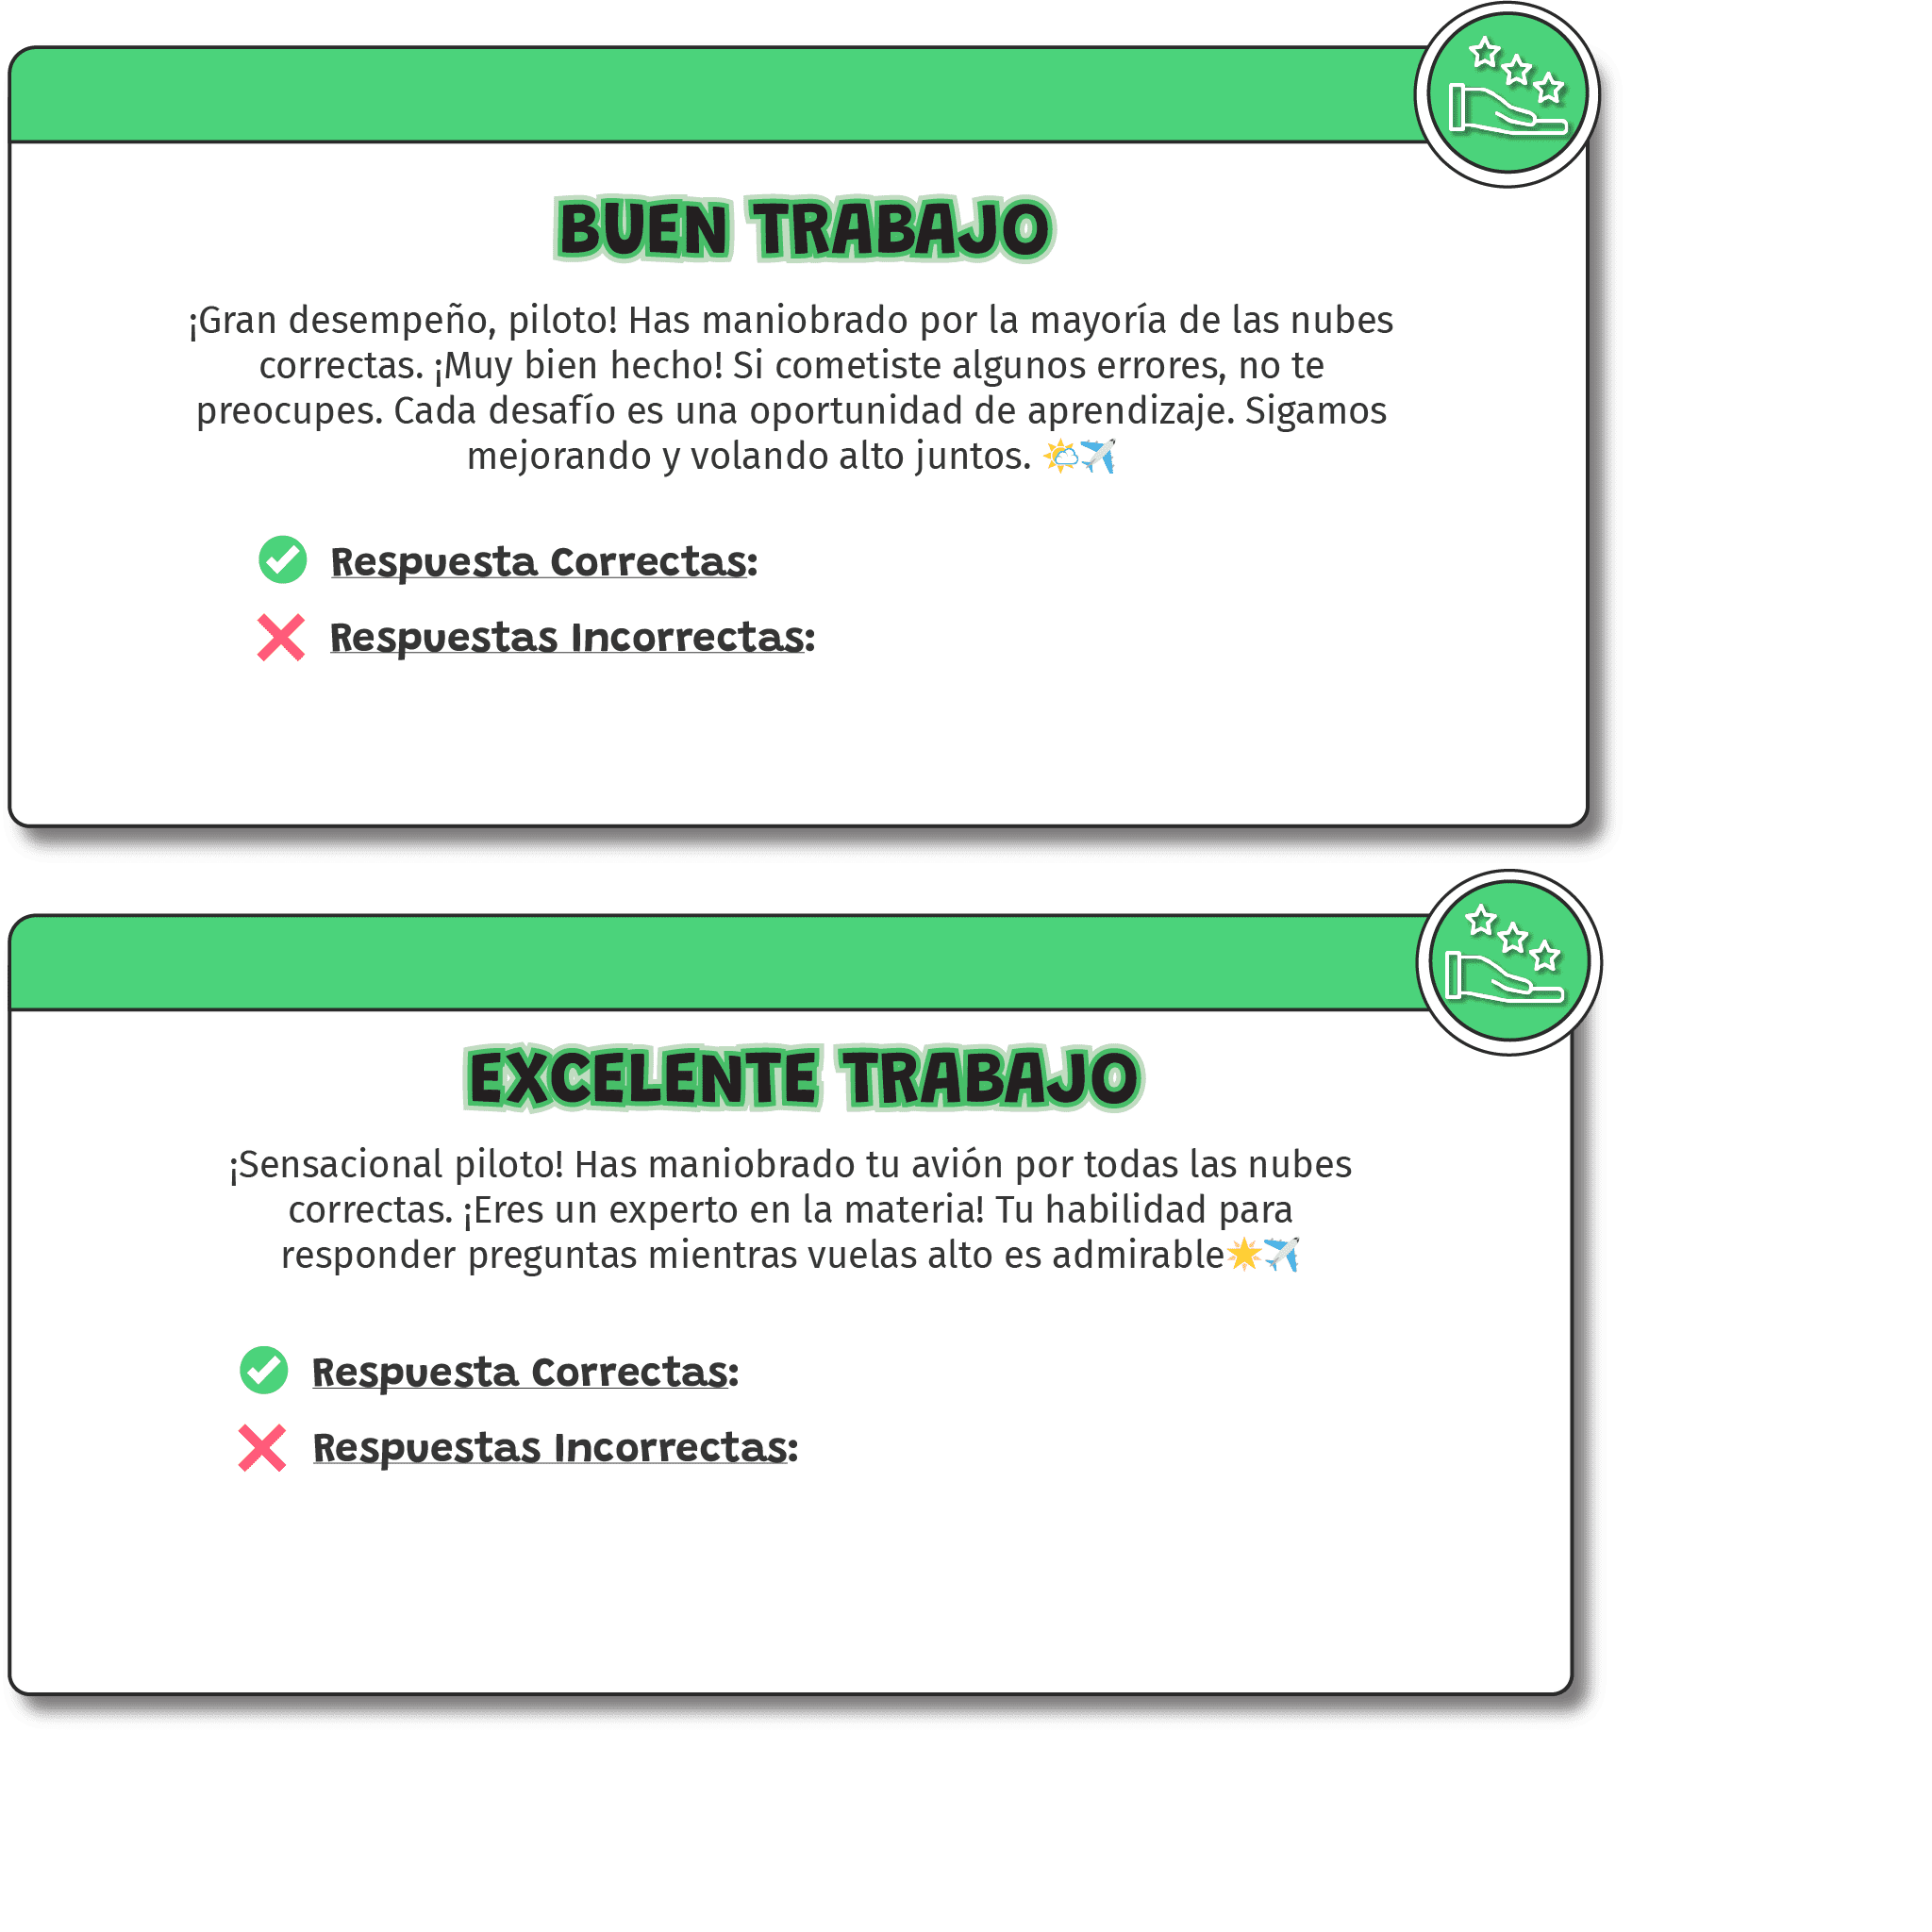 BUEN TRABAJO
¡Gran desempeño, piloto! Has maniobrado por la mayoría de las nubes
correctas. ¡Muy bien hecho! Si cometiste algunos errores, no te
preocupes. Cada desafío es una oportunidad de aprendizaje. Sigamos
mejorando y volando alto juntos. 🌤️✈️
Respuesta Correctas:
Respuestas Incorrectas:
EXCELENTE TRABAJO
¡Sensacional piloto! Has maniobrado tu avión por todas las nubes
correctas. ¡Eres un experto en la materia! Tu habilidad para
responder preguntas mientras vuelas alto es admirable☀️✈️
Respuesta Correctas:
Respuestas Incorrectas: